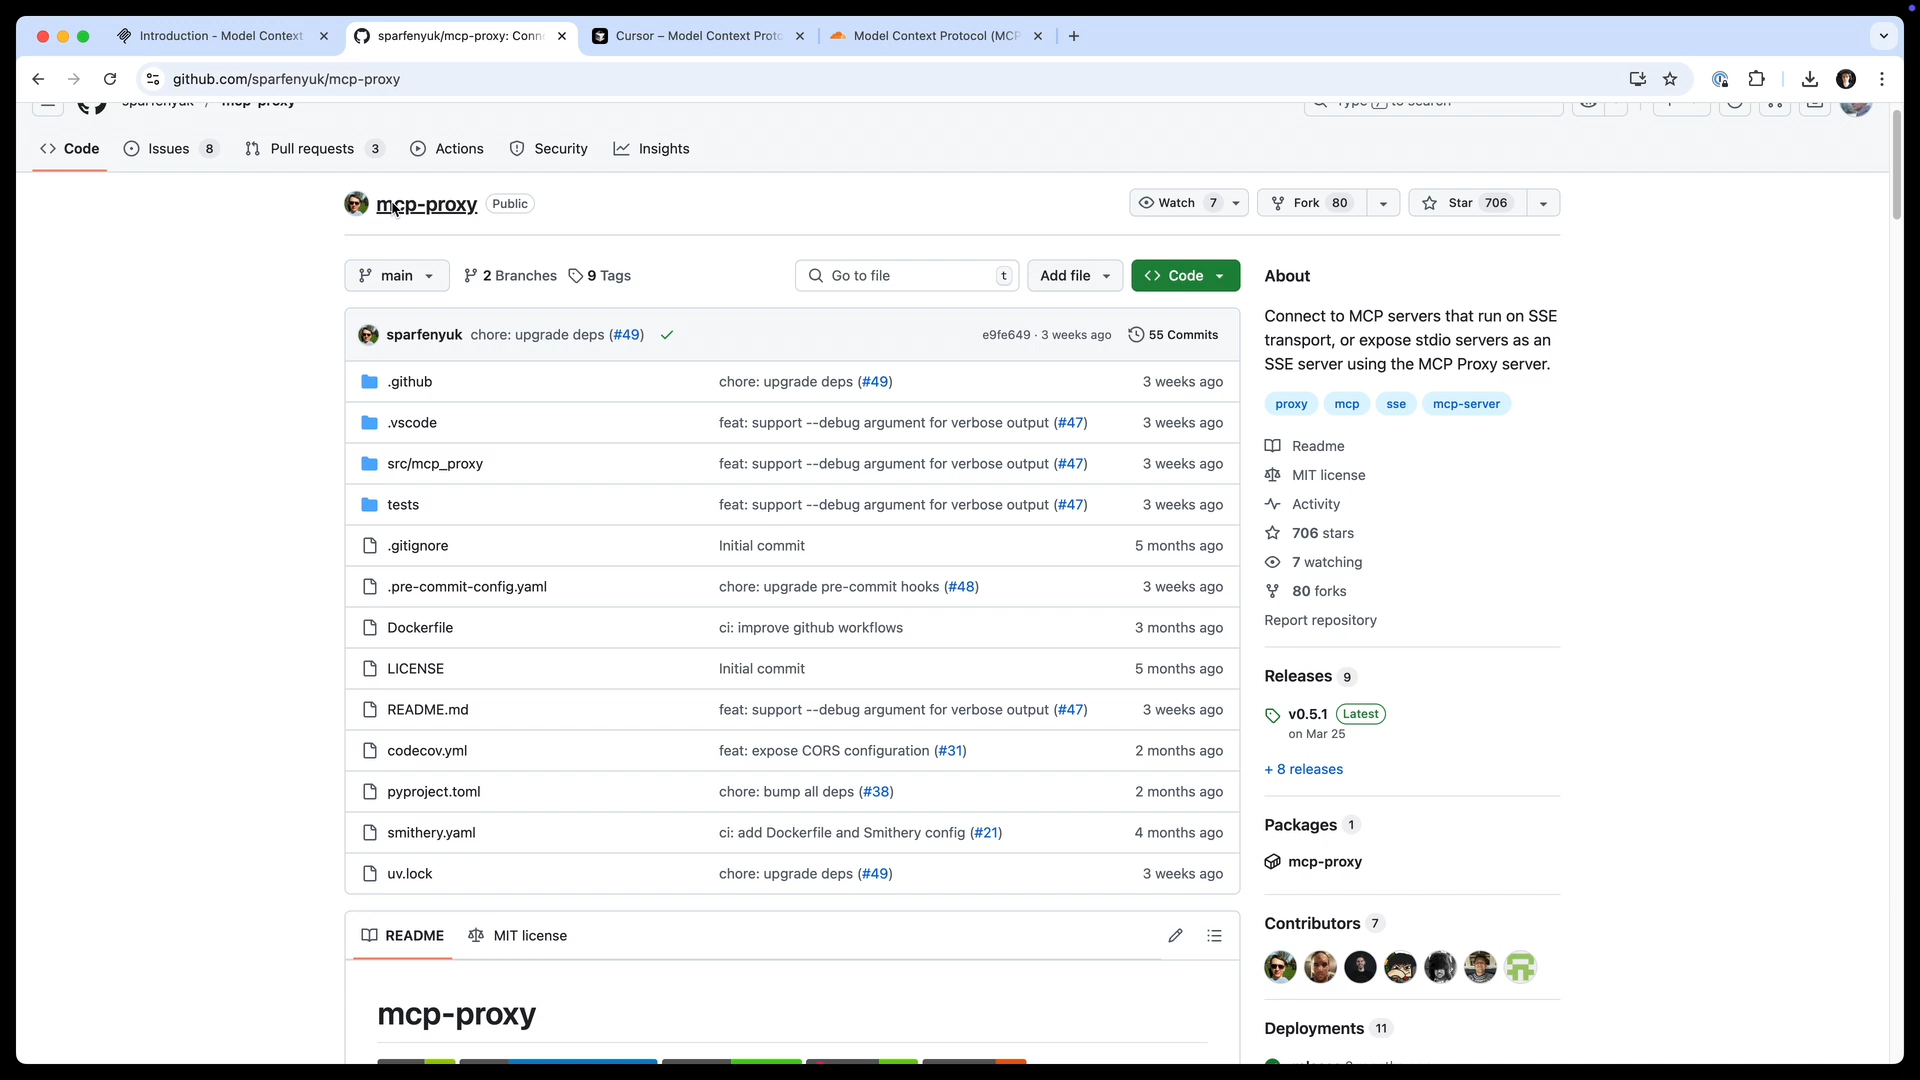 Introduction - Model Context
sparfenyuk/mcp-proxy: Conn
Cursor – Model Context Proto
Model Context Protocol (MCP
github.com/sparfenyuk/mcp-proxy
sparfenyuk / mcp-proxy
Type / to search
Code
Issues 8
Pull requests 3
Actions
Security
Insights
mcp-proxy Public
Watch 7
Fork 80
Star 706
main
2 Branches
9 Tags
Go to file t
Add file
Code
sparfenyuk chore: upgrade deps (#49) e9fe649 · 3 weeks ago 55 Commits
.github chore: upgrade deps (#49) 3 weeks ago
.vscode feat: support --debug argument for verbose output (#47) 3 weeks ago
src/mcp_proxy feat: support --debug argument for verbose output (#47) 3 weeks ago
tests feat: support --debug argument for verbose output (#47) 3 weeks ago
.gitignore Initial commit 5 months ago
.pre-commit-config.yaml chore: upgrade pre-commit hooks (#48) 3 weeks ago
Dockerfile ci: improve github workflows 3 months ago
LICENSE Initial commit 5 months ago
README.md feat: support --debug argument for verbose output (#47) 3 weeks ago
codecov.yml feat: expose CORS configuration (#31) 2 months ago
pyproject.toml chore: bump all deps (#38) 2 months ago
smithery.yaml ci: add Dockerfile and Smithery config (#21) 4 months ago
uv.lock chore: upgrade deps (#49) 3 weeks ago
README
MIT license
mcp-proxy
About
Connect to MCP servers that run on SSE
transport, or expose stdio servers as an
SSE server using the MCP Proxy server.
proxy mcp sse mcp-server
Readme
MIT license
Activity
706 stars
7 watching
80 forks
Report repository
Releases 9
v0.5.1 Latest
on Mar 25
+ 8 releases
Packages 1
mcp-proxy
Contributors 7
Deployments 11